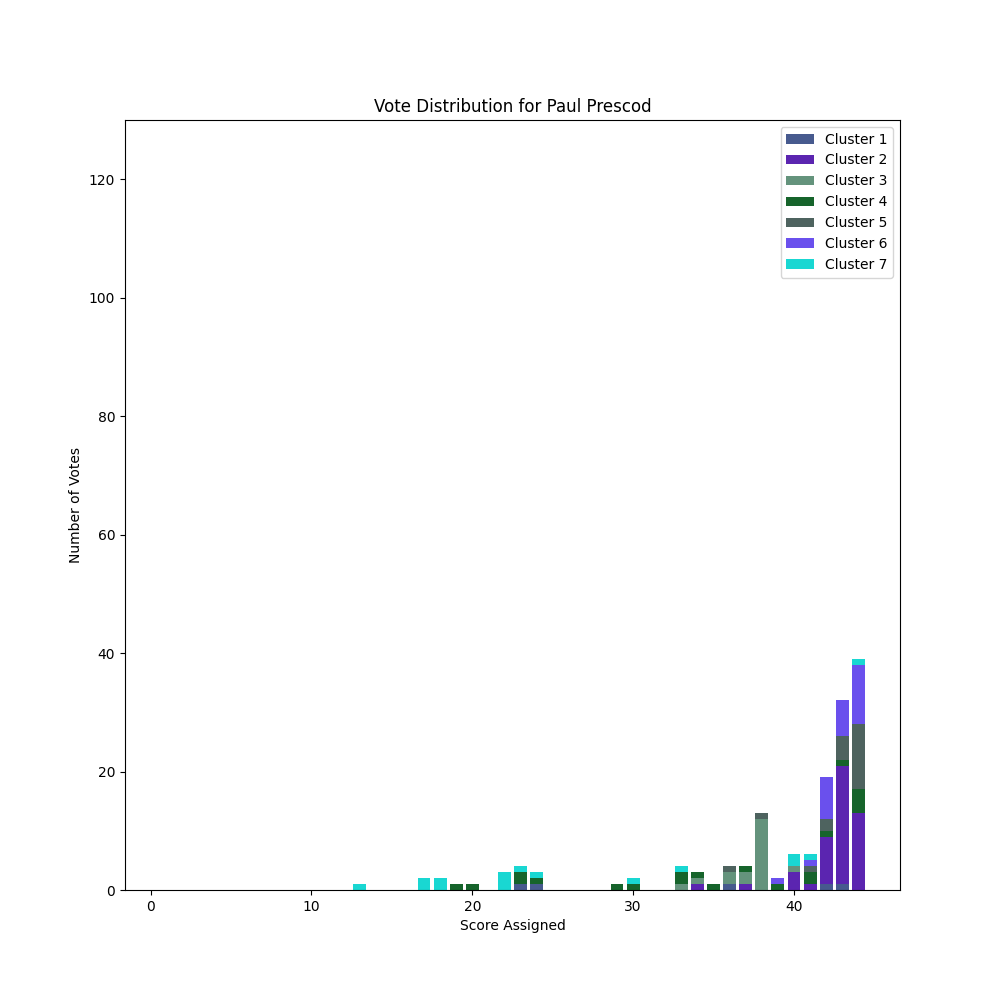 Vote Distribution for Paul Prescod
Cluster 1
Cluster 2
Cluster 3
Cluster 4
Cluster 5
Cluster 6
Cluster 7
120
100
80
60
40
20
0
Number of Votes
0 10 20 30 40
Score Assigned